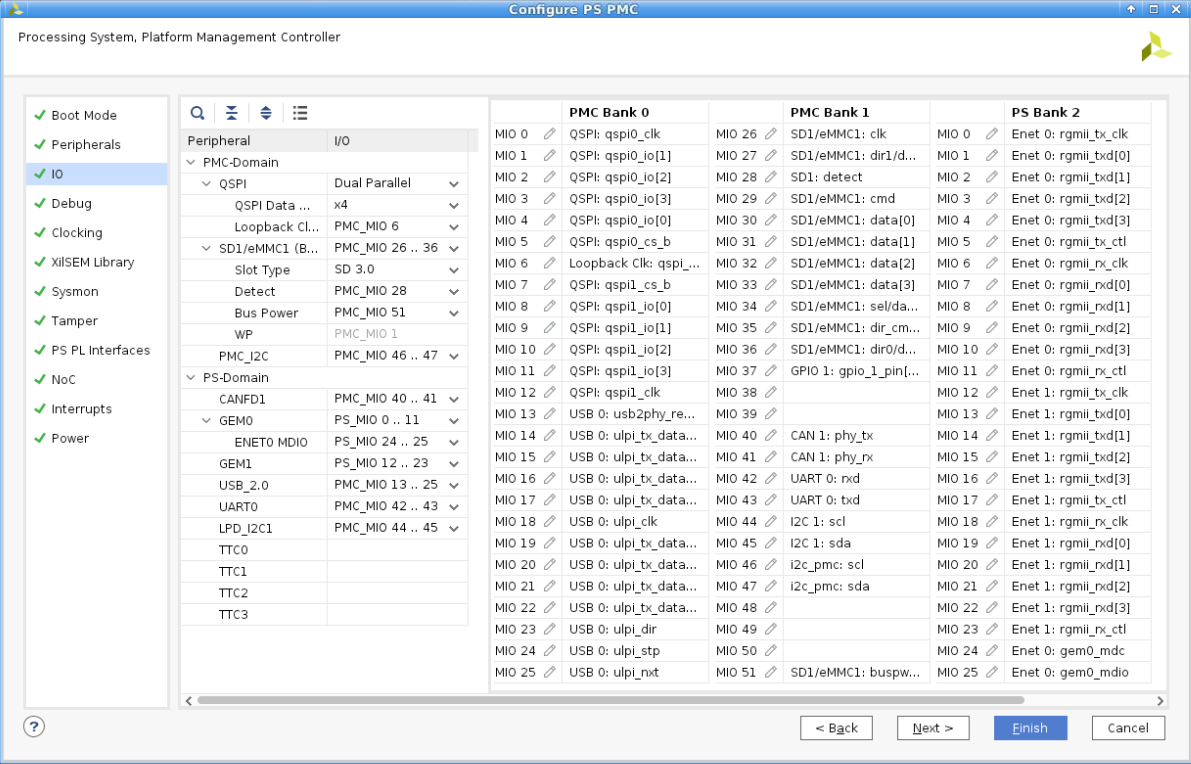 Configure PS PMC
Processing System, Platform Management Controller
Boot Mode
Peripherals
IO
Debug
Clocking
XilSEM Library
Sysmon
Tamper
PS PL Interfaces
NoC
Interrupts
Power
Peripheral I/O
PMC-Domain
QSPI Dual Parallel
QSPI Data ... x4
Loopback Cl... PMC_MIO 6
SD1/eMMC1 (B... PMC_MIO 26 .. 36
Slot Type SD 3.0
Detect PMC_MIO 28
Bus Power PMC_MIO 51
WP PMC_MIO 1
PMC_I2C PMC_MIO 46 .. 47
PS-Domain
CANFD1 PMC_MIO 40 .. 41
GEM0 PS_MIO 0 .. 11
ENET0 MDIO PS_MIO 24 .. 25
GEM1 PS_MIO 12 .. 23
USB_2.0 PMC_MIO 13 .. 25
UART0 PMC_MIO 42 .. 43
LPD_I2C1 PMC_MIO 44 .. 45
TTC0
TTC1
TTC2
TTC3
PMC Bank 0 PMC Bank 1 PS Bank 2
MIO 0 QSPI: qspi0_clk MIO 26 SD1/eMMC1: clk MIO 0 Enet 0: rgmii_tx_clk
MIO 1 QSPI: qspi0_io[1] MIO 27 SD1/eMMC1: dir1/d... MIO 1 Enet 0: rgmii_txd[0]
MIO 2 QSPI: qspi0_io[2] MIO 28 SD1: detect MIO 2 Enet 0: rgmii_txd[1]
MIO 3 QSPI: qspi0_io[3] MIO 29 SD1/eMMC1: cmd MIO 3 Enet 0: rgmii_txd[2]
MIO 4 QSPI: qspi0_io[0] MIO 30 SD1/eMMC1: data[0] MIO 4 Enet 0: rgmii_txd[3]
MIO 5 QSPI: qspi0_cs_b MIO 31 SD1/eMMC1: data[1] MIO 5 Enet 0: rgmii_tx_ctl
MIO 6 Loopback Clk: qspi_... MIO 32 SD1/eMMC1: data[2] MIO 6 Enet 0: rgmii_rx_clk
MIO 7 QSPI: qspi1_cs_b MIO 33 SD1/eMMC1: data[3] MIO 7 Enet 0: rgmii_rxd[0]
MIO 8 QSPI: qspi1_io[0] MIO 34 SD1/eMMC1: sel/da... MIO 8 Enet 0: rgmii_rxd[1]
MIO 9 QSPI: qspi1_io[1] MIO 35 SD1/eMMC1: dir_cm... MIO 9 Enet 0: rgmii_rxd[2]
MIO 10 QSPI: qspi1_io[2] MIO 36 SD1/eMMC1: dir0/d... MIO 10 Enet 0: rgmii_rxd[3]
MIO 11 QSPI: qspi1_io[3] MIO 37 GPIO 1: gpio_1_pin[... MIO 11 Enet 0: rgmii_rx_ctl
MIO 12 QSPI: qspi1_clk MIO 38 MIO 12 Enet 1: rgmii_tx_clk
MIO 13 USB 0: usb2phy_re... MIO 39 MIO 13 Enet 1: rgmii_txd[0]
MIO 14 USB 0: ulpi_tx_data... MIO 40 CAN 1: phy_tx MIO 14 Enet 1: rgmii_txd[1]
MIO 15 USB 0: ulpi_tx_data... MIO 41 CAN 1: phy_rx MIO 15 Enet 1: rgmii_txd[2]
MIO 16 USB 0: ulpi_tx_data... MIO 42 UART 0: rxd MIO 16 Enet 1: rgmii_txd[3]
MIO 17 USB 0: ulpi_tx_data... MIO 43 UART 0: txd MIO 17 Enet 1: rgmii_tx_ctl
MIO 18 USB 0: ulpi_clk MIO 44 I2C 1: scl MIO 18 Enet 1: rgmii_rx_clk
MIO 19 USB 0: ulpi_tx_data... MIO 45 I2C 1: sda MIO 19 Enet 1: rgmii_rxd[0]
MIO 20 USB 0: ulpi_tx_data... MIO 46 i2c_pmc: scl MIO 20 Enet 1: rgmii_rxd[1]
MIO 21 USB 0: ulpi_tx_data... MIO 47 i2c_pmc: sda MIO 21 Enet 1: rgmii_rxd[2]
MIO 22 USB 0: ulpi_tx_data... MIO 48 MIO 22 Enet 1: rgmii_rxd[3]
MIO 23 USB 0: ulpi_dir MIO 49 MIO 23 Enet 1: rgmii_rx_ctl
MIO 24 USB 0: ulpi_stp MIO 50 MIO 24 Enet 0: gem0_mdc
MIO 25 USB 0: ulpi_nxt MIO 51 SD1/eMMC1: buspw... MIO 25 Enet 0: gem0_mdio
? < Back Next > Finish Cancel